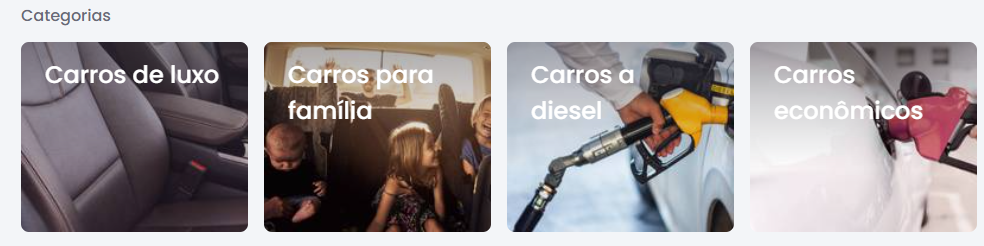 Categorias
Carros de luxo
Carros para
família
Carros a
diesel
Carros
econômicos